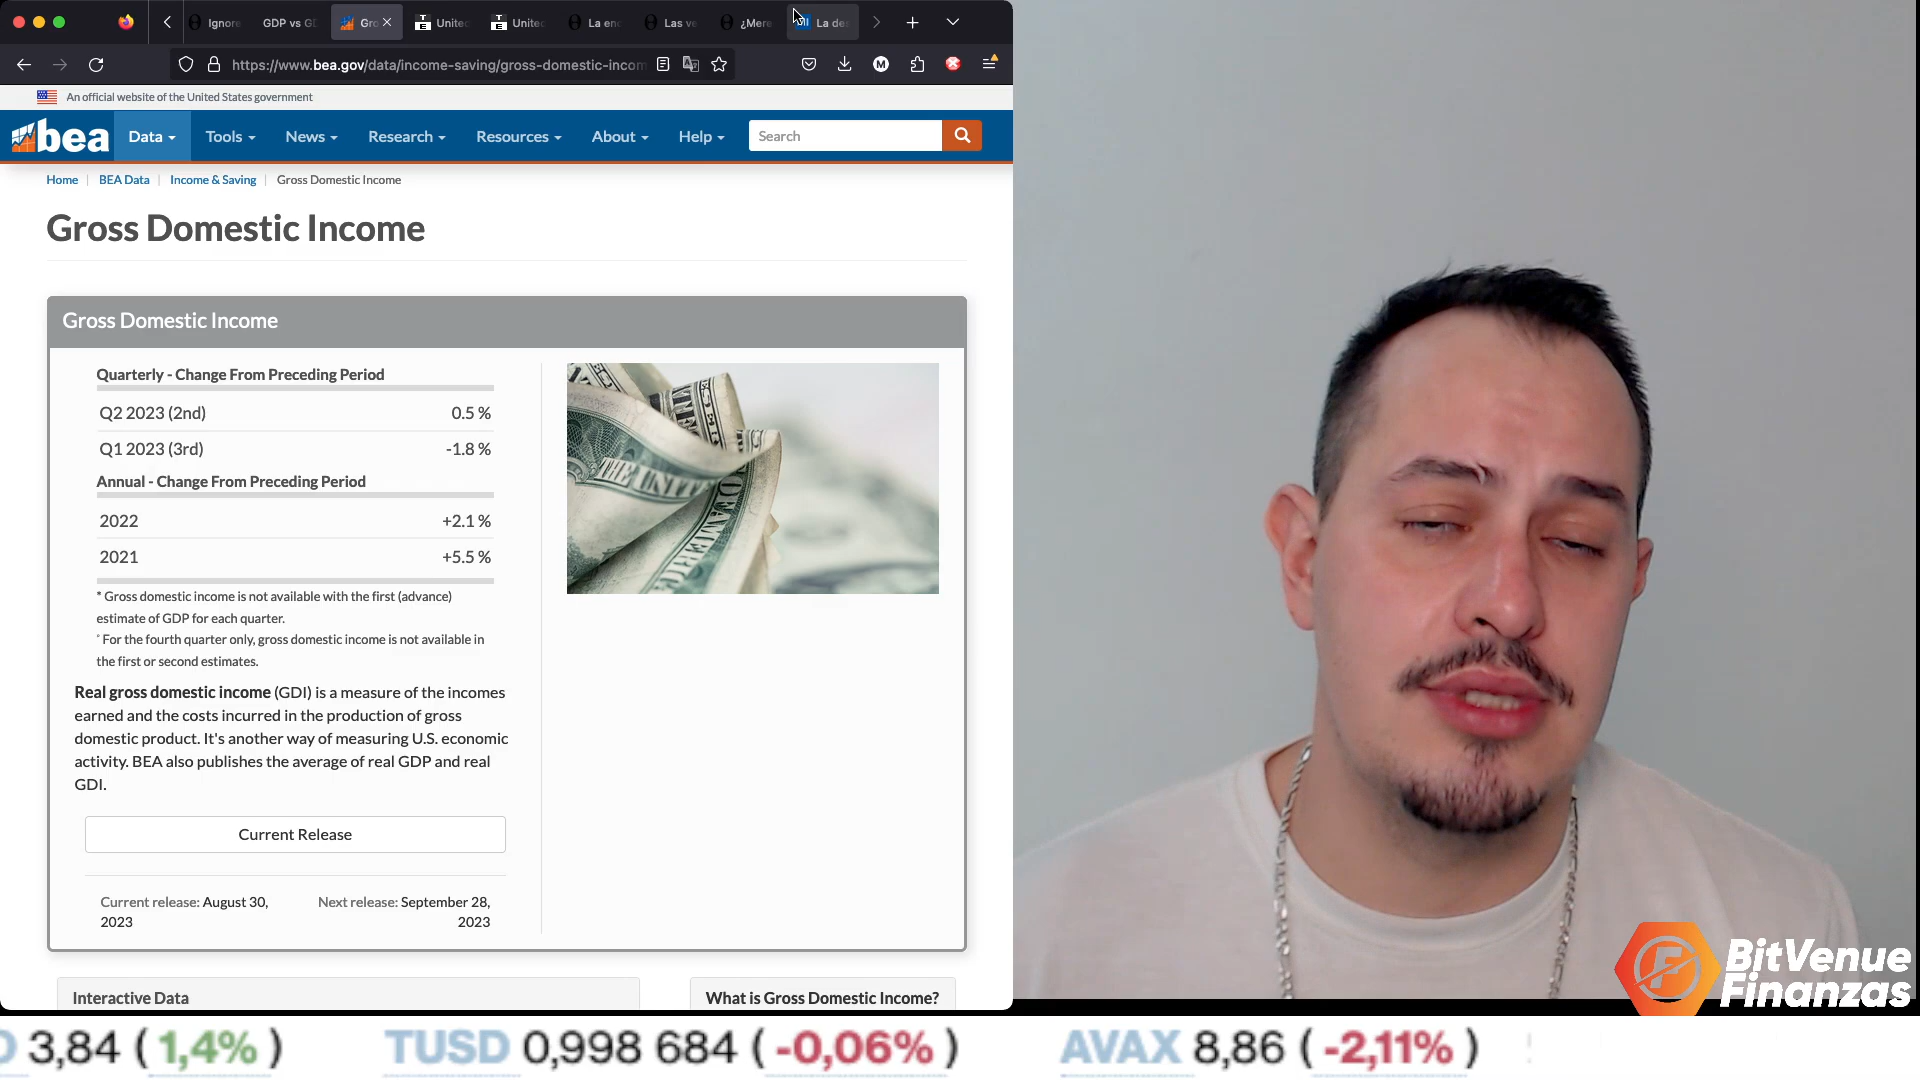 Ignore
GDP vs GD
Gro
United
United
La en
Las ve
¿Mere
La des
https://www.bea.gov/data/income-saving/gross-domestic-incom
An official website of the United States government
bea
Data
Tools
News
Research
Resources
About
Help
Search
Home
BEA Data
Income & Saving
Gross Domestic Income
Gross Domestic Income
Gross Domestic Income
Quarterly - Change From Preceding Period
Q2 2023 (2nd) 0.5 %
Q1 2023 (3rd) -1.8 %
Annual - Change From Preceding Period
2022 +2.1 %
2021 +5.5 %
* Gross domestic income is not available with the first (advance)
estimate of GDP for each quarter.
* For the fourth quarter only, gross domestic income is not available in
the first or second estimates.
Real gross domestic income (GDI) is a measure of the incomes
earned and the costs incurred in the production of gross
domestic product. It's another way of measuring U.S. economic
activity. BEA also publishes the average of real GDP and real
GDI.
Current Release
Current release: August 30,
2023
Next release: September 28,
2023
Interactive Data
What is Gross Domestic Income?
BitVenue
Finanzas
3,84 ( 1,4% )
TUSD 0,998 684 ( -0,06% )
AVAX 8,86 ( -2,11% )